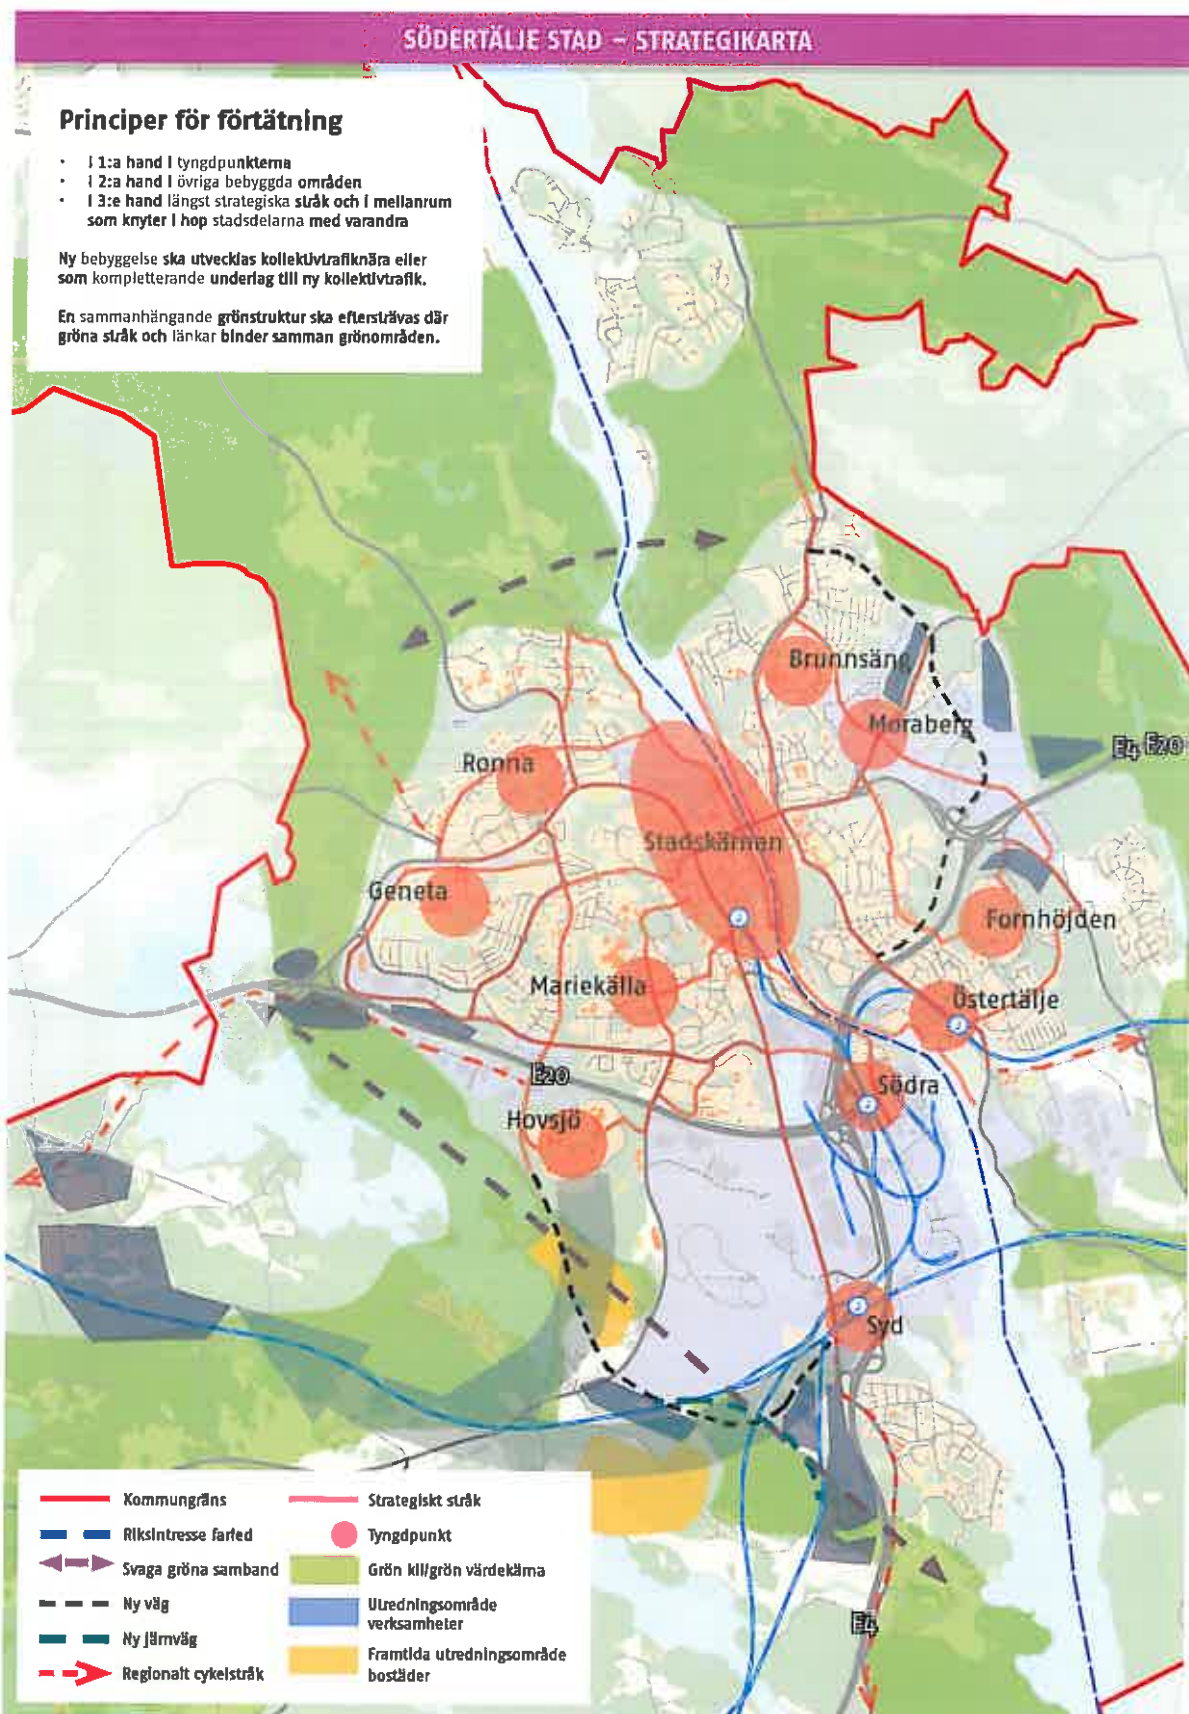 SÖDERTÄLJE STAD – STRATEGIKARTA
Principer för förtätning
• I 1:a hand i tyngdpunkterna
• I 2:a hand i övriga bebyggda områden
• I 3:e hand längst strategiska stråk och i mellanrum
som knyter i hop stadsdelarna med varandra
Ny bebyggelse ska utvecklas kollektivtrafiknära eller
som kompletterande underlag till ny kollektivtrafik.
En sammanhängande grönstruktur ska eftersträvas där
gröna stråk och länkar binder samman grönområden.
Brunnsäng
Moraberg
E4 E20
Ronna
Stadskärnan
Geneta
Fornhöjden
Mariekälla
Östertälje
E20
Södra
Hovsjö
Syd
E4
Kommungräns
Riksintresse farled
Svaga gröna samband
Ny väg
Ny järnväg
Regionalt cykelstråk
Strategiskt stråk
Tyngdpunkt
Grön kil/grön värdekärna
Utredningsområde
verksamheter
Framtida utredningsområde
bostäder